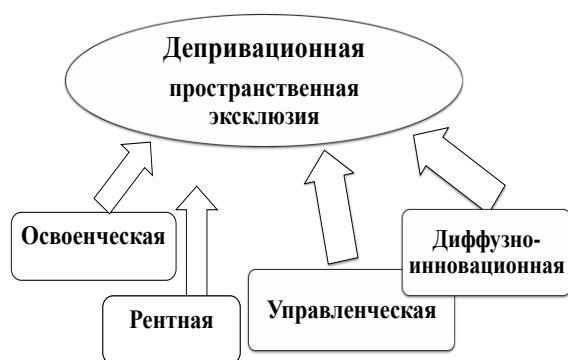 Депривационная
пространственная
эксклюзия
Освоенческая
Рентная
Управленческая
Диффузно-
инновационная